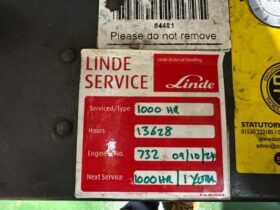 84481
Please do not remove
LINDE
SERVICE
Linde Material Handling
Linde
Serviced/Type 1000 HR
Hours 13628
Engineer No. 732 09/10/24
Next Service 1000HR / 1 YEAR
STATUTORY